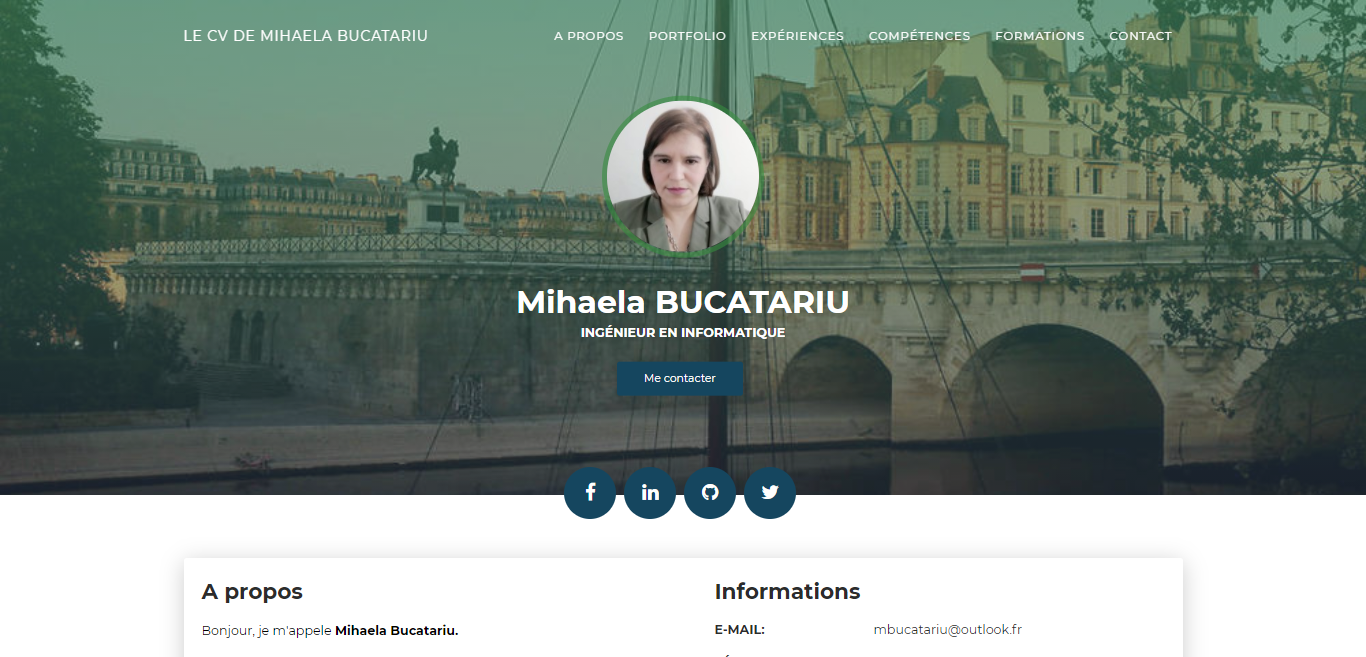 LE CV DE MIHAELA BUCATARIU
A PROPOS PORTFOLIO EXPÉRIENCES COMPÉTENCES FORMATIONS CONTACT
Mihaela BUCATARIU
INGÉNIEUR EN INFORMATIQUE
Me contacter
A propos
Bonjour, je m'appele Mihaela Bucatariu.
Informations
E-MAIL: mbucatariu@outlook.fr